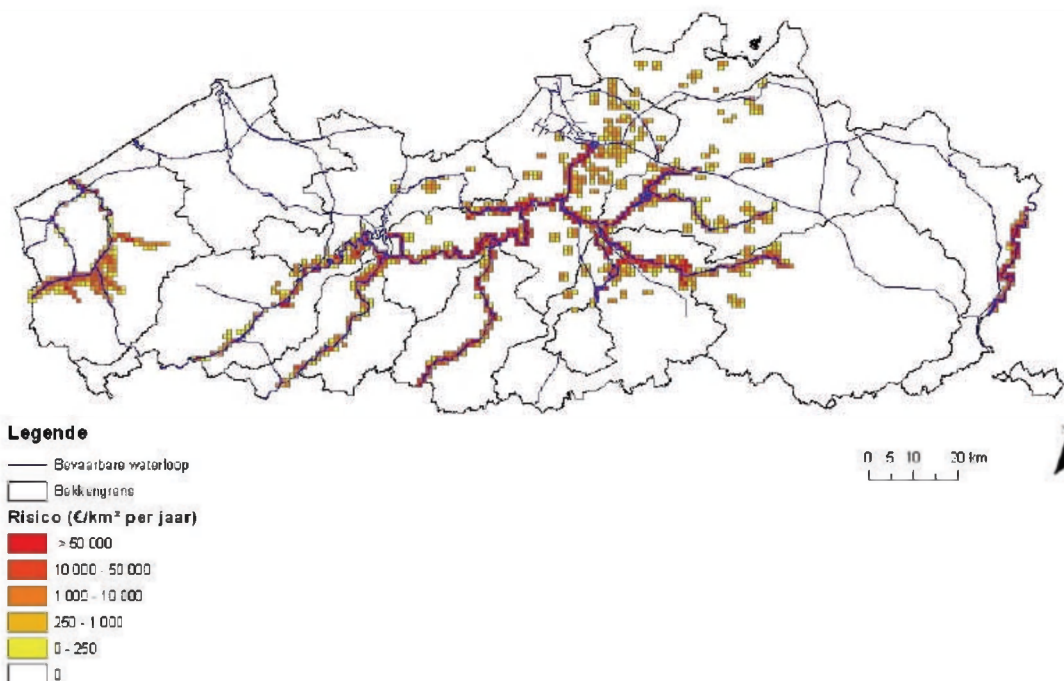 Legende
Bevaarbare waterloop
Bekkengrens
0 5 10 20 km
Risico (€/km² per jaar)
> 50 000
10 000 - 50 000
1 000 - 10 000
250 - 1 000
0 - 250
0